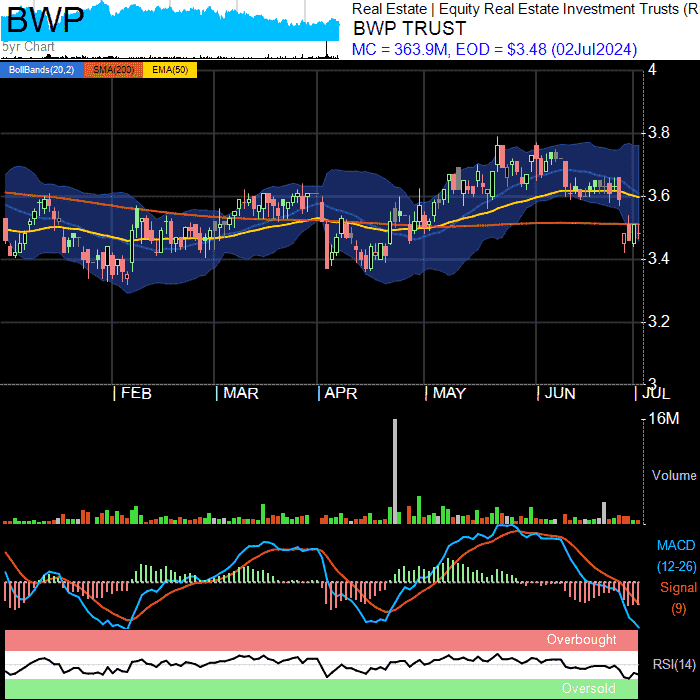 BWP
5yr Chart
Real Estate | Equity Real Estate Investment Trusts (R
BWP TRUST
MC = 363.9M, EOD = $3.48 (02Jul2024)
BollBands(20,2) SMA(200) EMA(50)
4
3.8
3.6
3.4
3.2
3
FEB MAR APR MAY JUN JUL
16M
Volume
MACD
(12-26)
Signal
(9)
Overbought
RSI(14)
Oversold